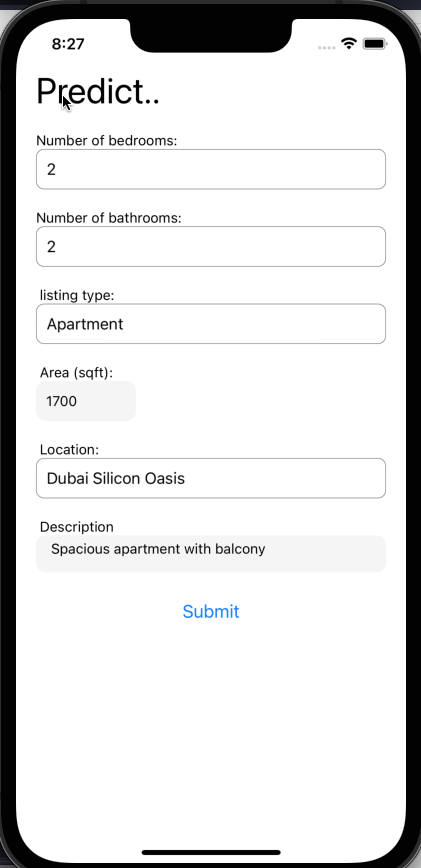 8:27
Predict..
Number of bedrooms:
2
Number of bathrooms:
2
listing type:
Apartment
Area (sqft):
1700
Location:
Dubai Silicon Oasis
Description
Spacious apartment with balcony
Submit